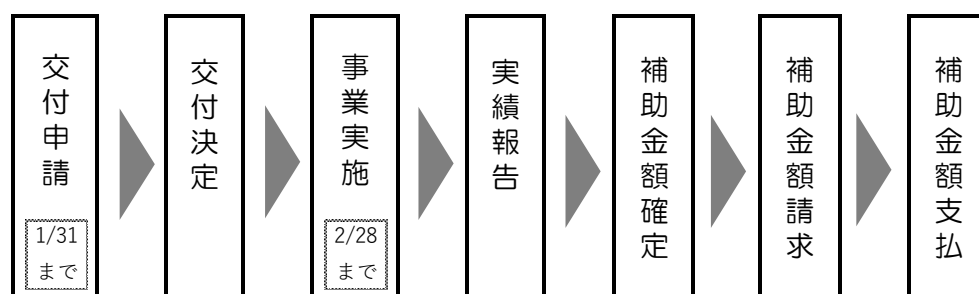 交付申請
1/31
まで
交付決定
事業実施
2/28
まで
実績報告
補助金額確定
補助金額請求
補助金額支払